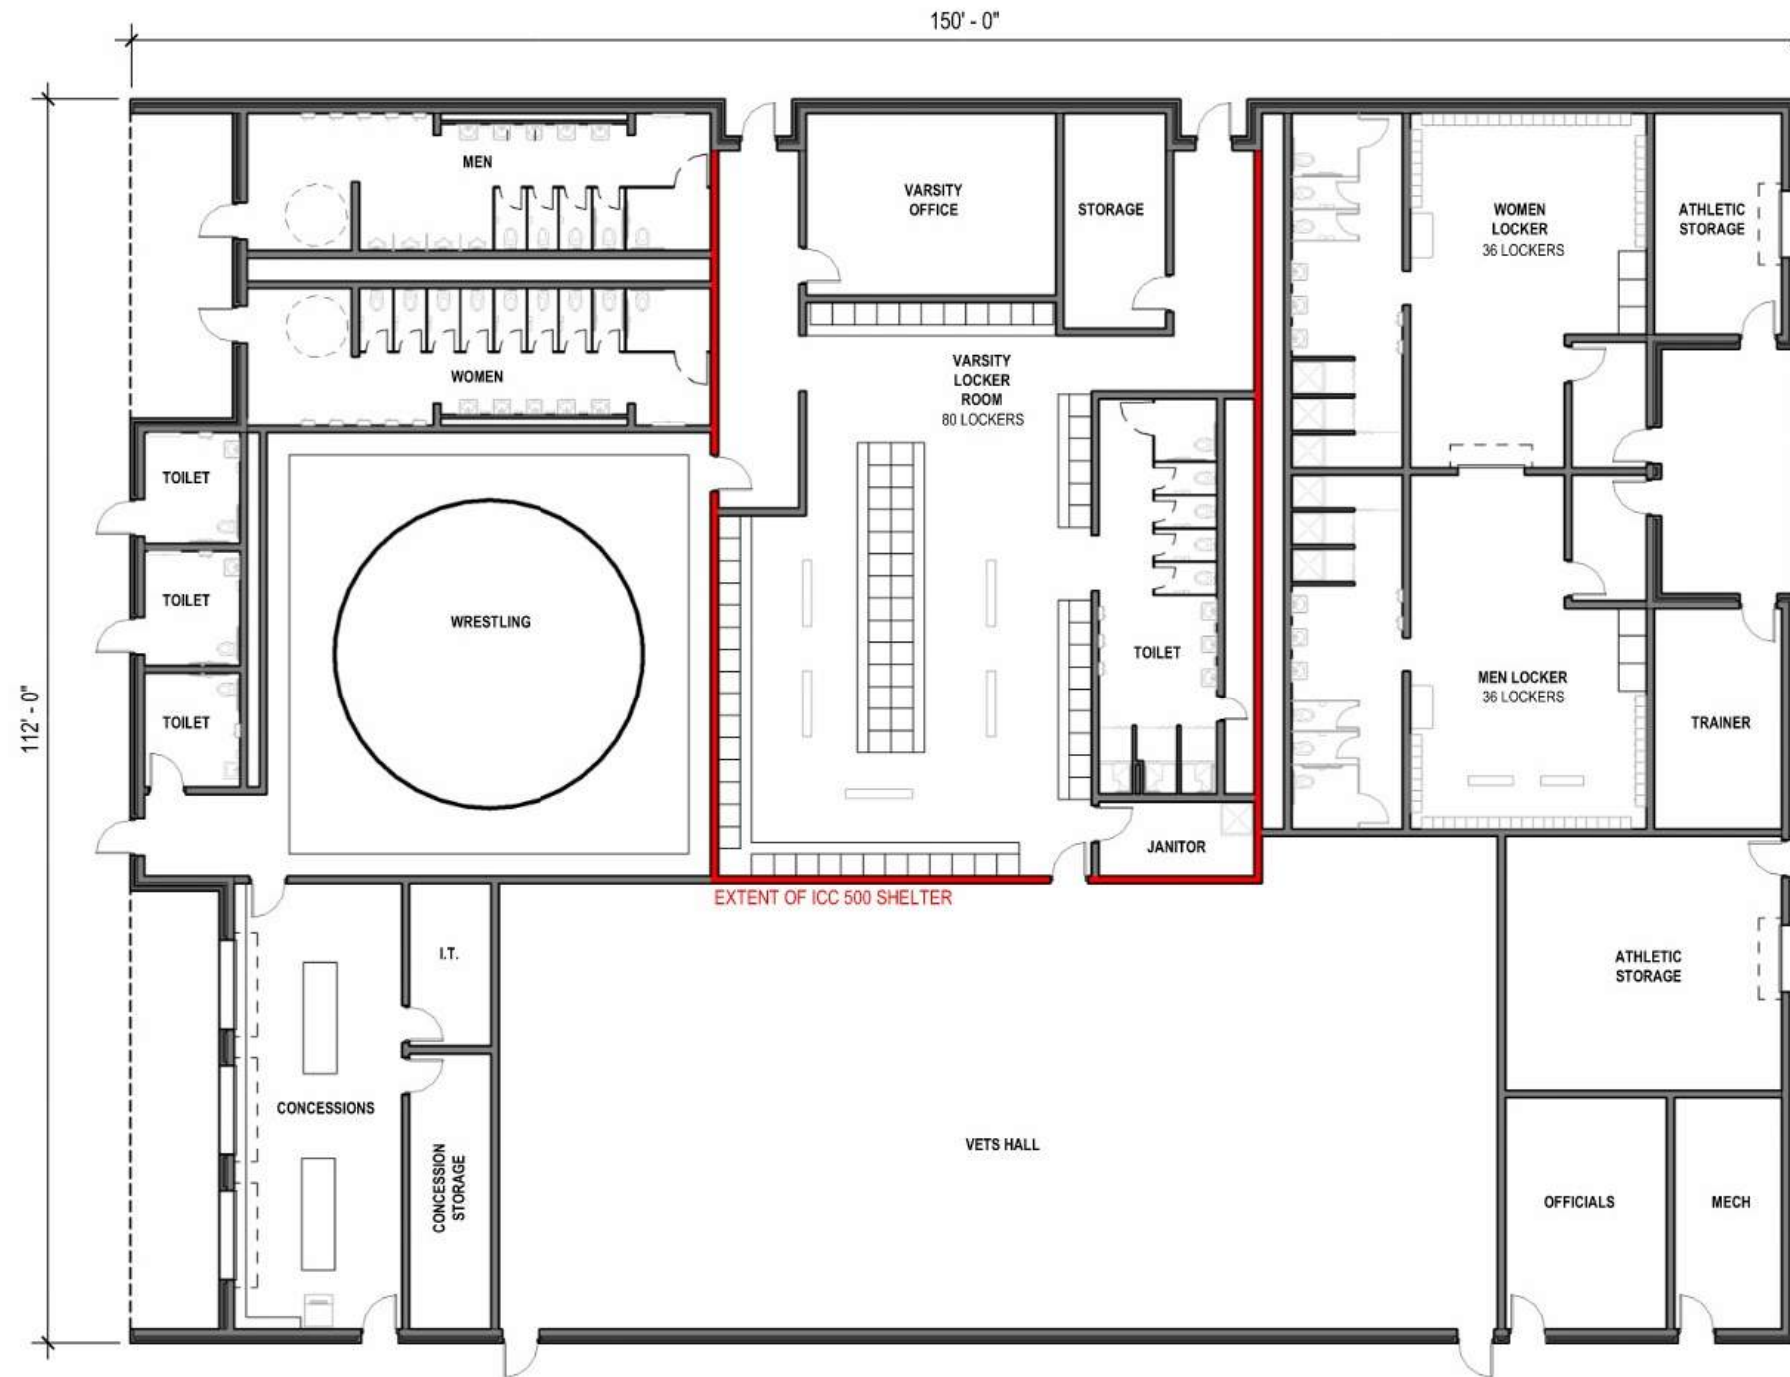 150' - 0"
112' - 0"
MEN
WOMEN
VARSITY
OFFICE
STORAGE
VARSITY
LOCKER
ROOM
80 LOCKERS
WOMEN
LOCKER
36 LOCKERS
ATHLETIC
STORAGE
TOILET
TOILET
TOILET
WRESTLING
TOILET
MEN LOCKER
36 LOCKERS
TRAINER
JANITOR
EXTENT OF ICC 500 SHELTER
I.T.
CONCESSIONS
CONCESSION
STORAGE
VETS HALL
ATHLETIC
STORAGE
OFFICIALS
MECH